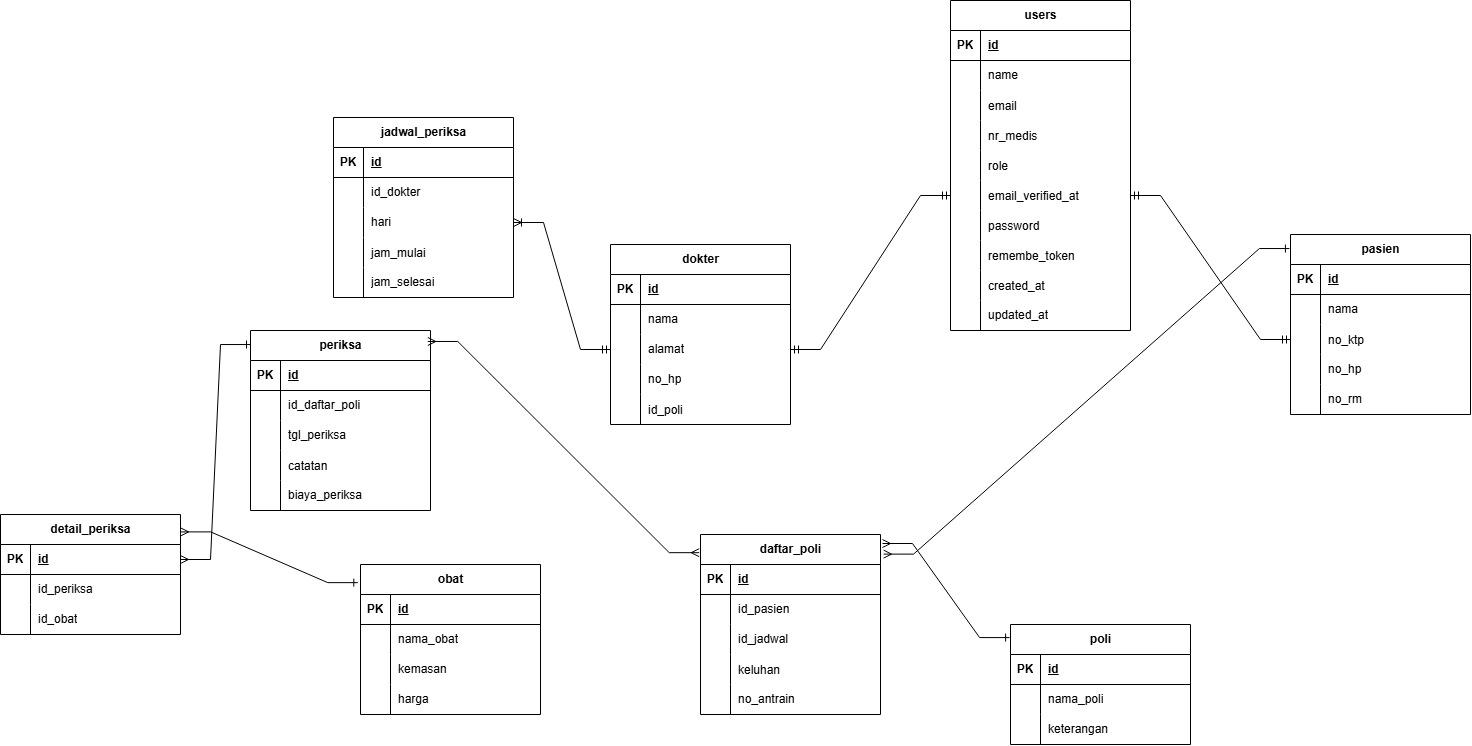 users
PK id
name
email
nr_medis
role
email_verified_at
password
remembe_token
created_at
updated_at
jadwal_periksa
PK id
id_dokter
hari
jam_mulai
jam_selesai
dokter
PK id
nama
alamat
no_hp
id_poli
pasien
PK id
nama
no_ktp
no_hp
no_rm
periksa
PK id
id_daftar_poli
tgl_periksa
catatan
biaya_periksa
detail_periksa
PK id
id_periksa
id_obat
obat
PK id
nama_obat
kemasan
harga
daftar_poli
PK id
id_pasien
id_jadwal
keluhan
no_antrain
poli
PK id
nama_poli
keterangan